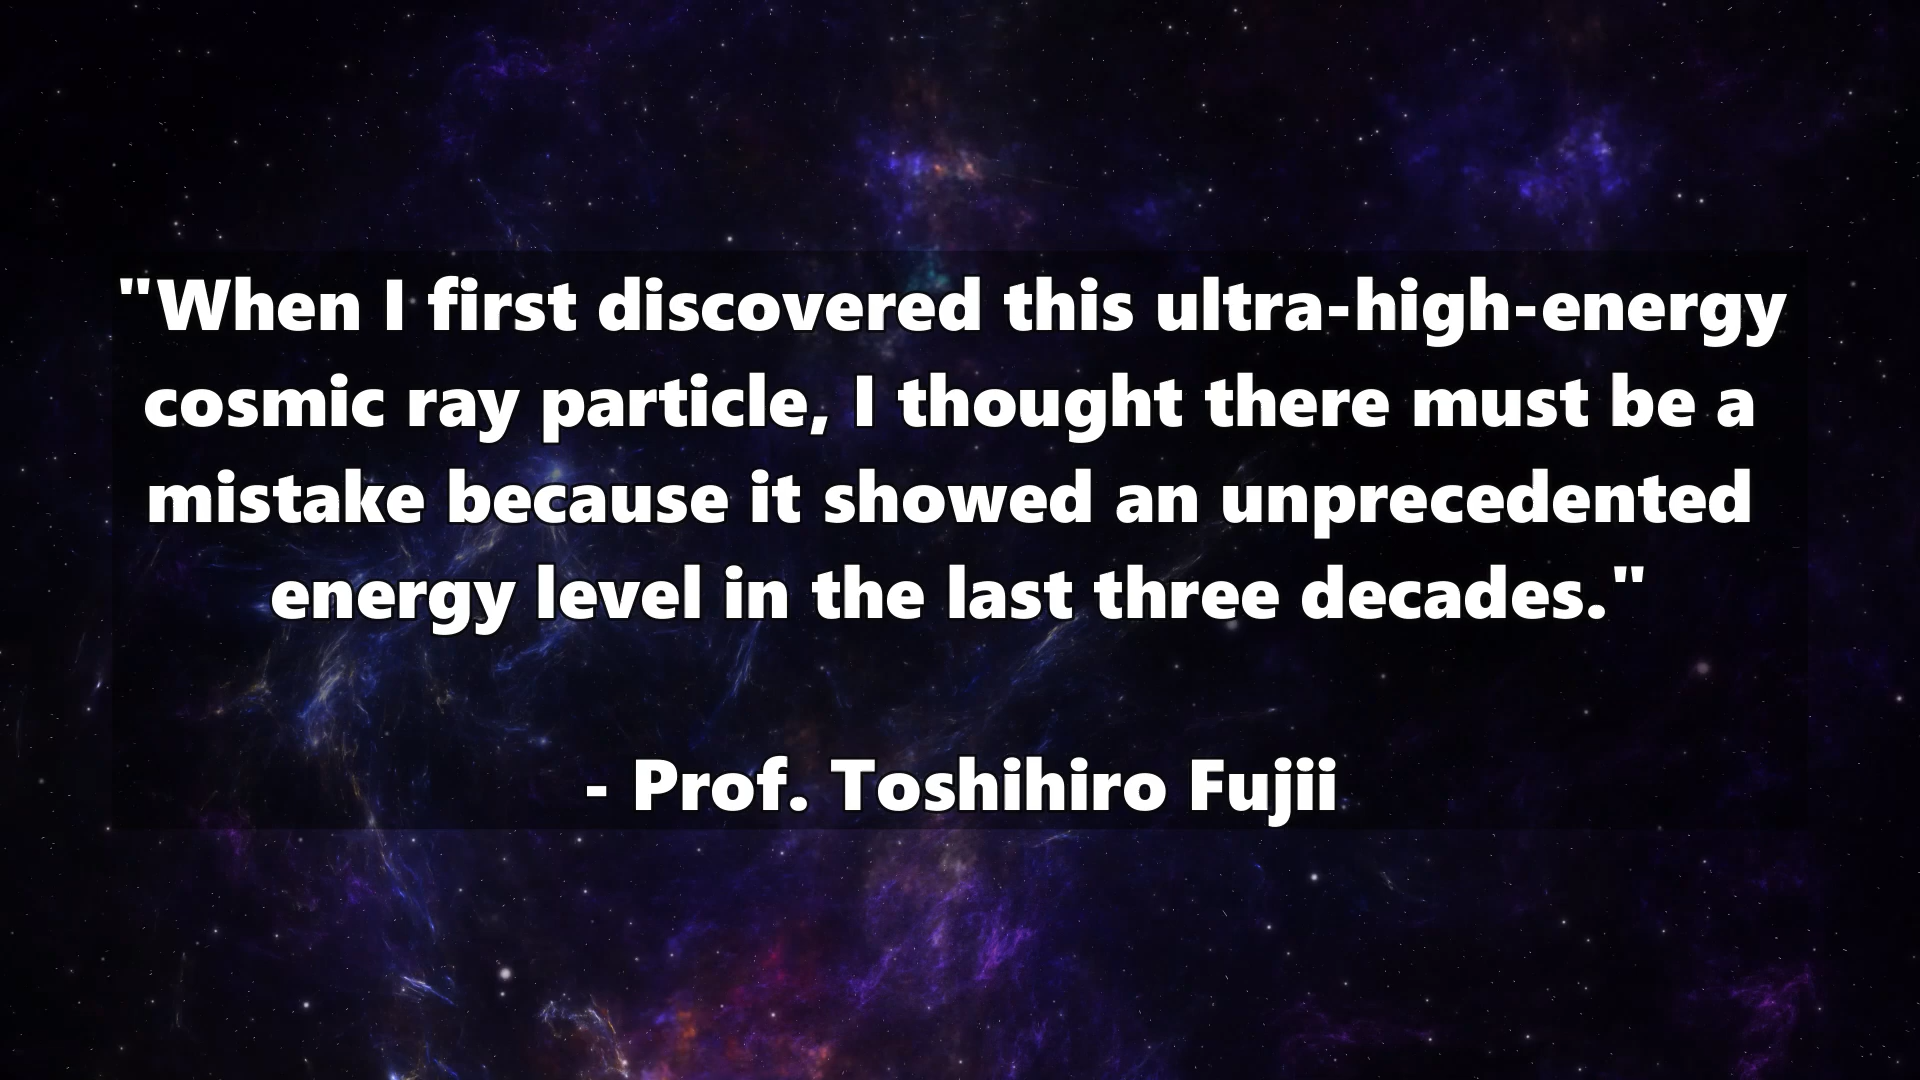 "When I first discovered this ultra-high-energy
cosmic ray particle, I thought there must be a
mistake because it showed an unprecedented
energy level in the last three decades."
- Prof. Toshihiro Fujii